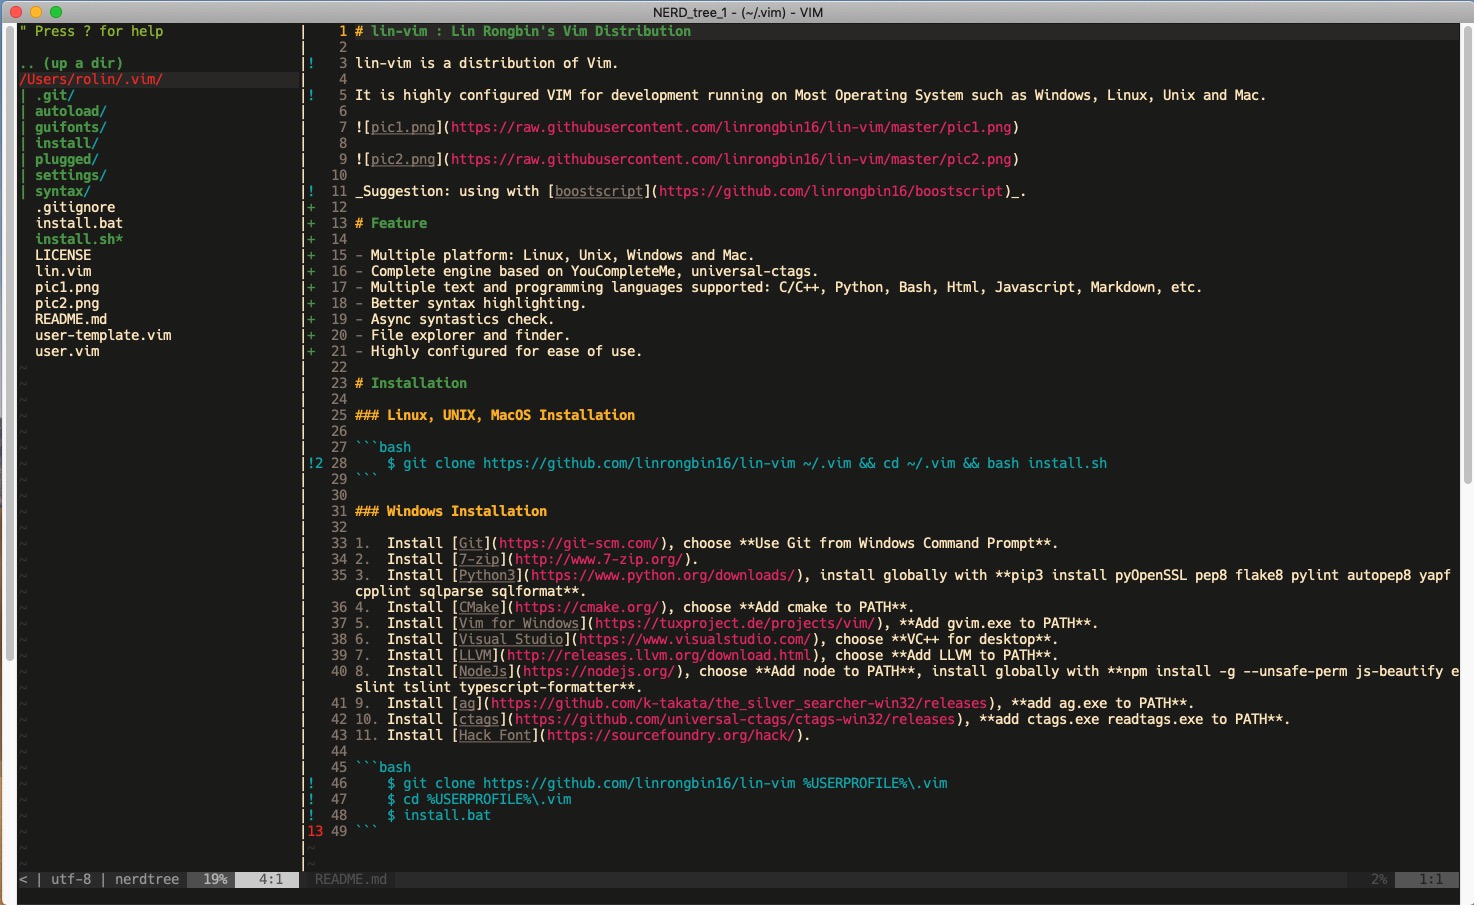 NERD_tree_1 - (~/.vim) - VIM
" Press ? for help
.. (up a dir)
/Users/rolin/.vim/
| .git/
| autoload/
| guifonts/
| install/
| plugged/
| settings/
| syntax/
.gitignore
install.bat
install.sh*
LICENSE
lin.vim
pic1.png
pic2.png
README.md
user-template.vim
user.vim
1 # lin-vim : Lin Rongbin's Vim Distribution
2
! 3 lin-vim is a distribution of Vim.
4
! 5 It is highly configured VIM for development running on Most Operating System such as Windows, Linux, Unix and Mac.
6
7 ![pic1.png](https://raw.githubusercontent.com/linrongbin16/lin-vim/master/pic1.png)
8
9 ![pic2.png](https://raw.githubusercontent.com/linrongbin16/lin-vim/master/pic2.png)
10
! 11 _Suggestion: using with [boostscript](https://github.com/linrongbin16/boostscript)_.
+ 12
+ 13 # Feature
+ 14
+ 15 - Multiple platform: Linux, Unix, Windows and Mac.
+ 16 - Complete engine based on YouCompleteMe, universal-ctags.
+ 17 - Multiple text and programming languages supported: C/C++, Python, Bash, Html, Javascript, Markdown, etc.
+ 18 - Better syntax highlighting.
+ 19 - Async syntastics check.
+ 20 - File explorer and finder.
+ 21 - Highly configured for ease of use.
22
23 # Installation
24
25 ### Linux, UNIX, MacOS Installation
26
27 ```bash
!2 28 $ git clone https://github.com/linrongbin16/lin-vim ~/.vim && cd ~/.vim && bash install.sh
29 ```
30
31 ### Windows Installation
32
33 1. Install [Git](https://git-scm.com/), choose **Use Git from Windows Command Prompt**.
34 2. Install [7-zip](http://www.7-zip.org/).
35 3. Install [Python3](https://www.python.org/downloads/), install globally with **pip3 install pyOpenSSL pep8 flake8 pylint autopep8 yapf
cpplint sqlparse sqlformat**.
36 4. Install [CMake](https://cmake.org/), choose **Add cmake to PATH**.
37 5. Install [Vim for Windows](https://tuxproject.de/projects/vim/), **Add gvim.exe to PATH**.
38 6. Install [Visual Studio](https://www.visualstudio.com/), choose **VC++ for desktop**.
39 7. Install [LLVM](http://releases.llvm.org/download.html), choose **Add LLVM to PATH**.
40 8. Install [NodeJs](https://nodejs.org/), choose **Add node to PATH**, install globally with **npm install -g --unsafe-perm js-beautify e
slint tslint typescript-formatter**.
41 9. Install [ag](https://github.com/k-takata/the_silver_searcher-win32/releases), **add ag.exe to PATH**.
42 10. Install [ctags](https://github.com/universal-ctags/ctags-win32/releases), **add ctags.exe readtags.exe to PATH**.
43 11. Install [Hack Font](https://sourcefoundry.org/hack/).
44
45 ```bash
! 46 $ git clone https://github.com/linrongbin16/lin-vim %USERPROFILE%\.vim
! 47 $ cd %USERPROFILE%\.vim
! 48 $ install.bat
13 49 ```
< | utf-8 | nerdtree 19% 4:1 README.md 2% 1:1